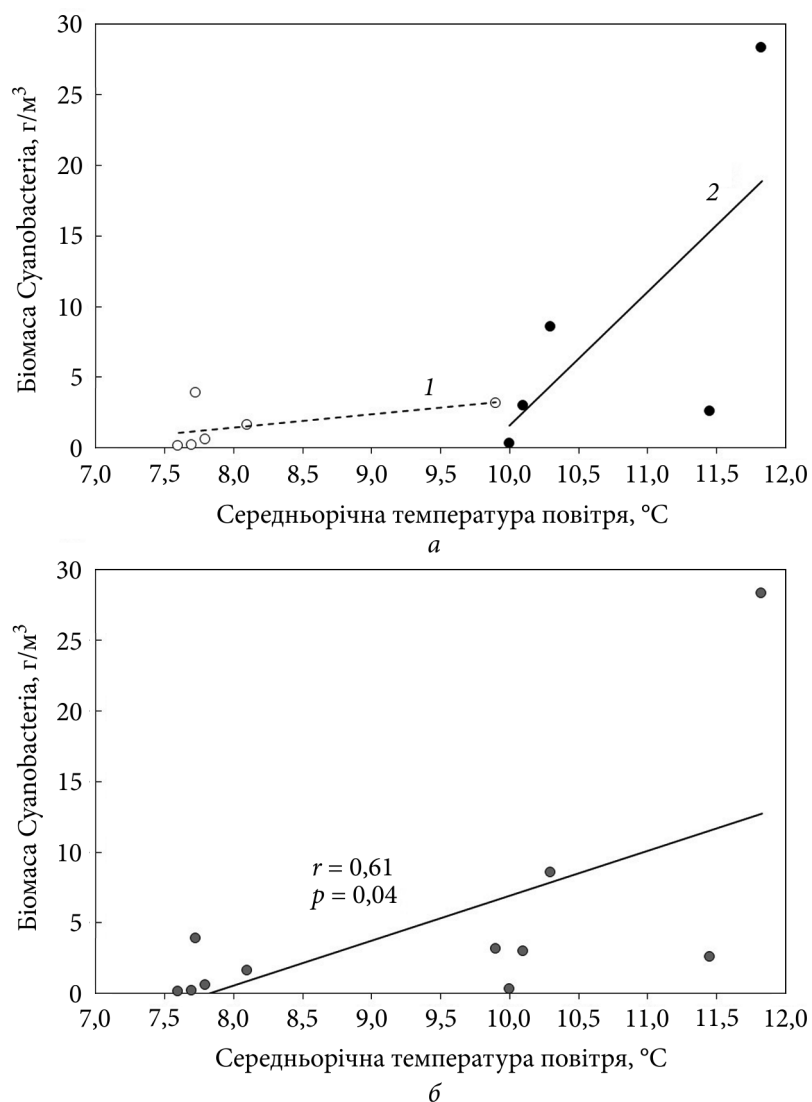 30
25
20
15
10
5
0
Біомаса Cyanobacteria, г/м³
1
2
7,0 7,5 8,0 8,5 9,0 9,5 10,0 10,5 11,0 11,5 12,0
Середньорічна температура повітря, °С
а
30
25
20
15
10
5
0
Біомаса Cyanobacteria, г/м³
r = 0,61
p = 0,04
7,0 7,5 8,0 8,5 9,0 9,5 10,0 10,5 11,0 11,5 12,0
Середньорічна температура повітря, °С
б